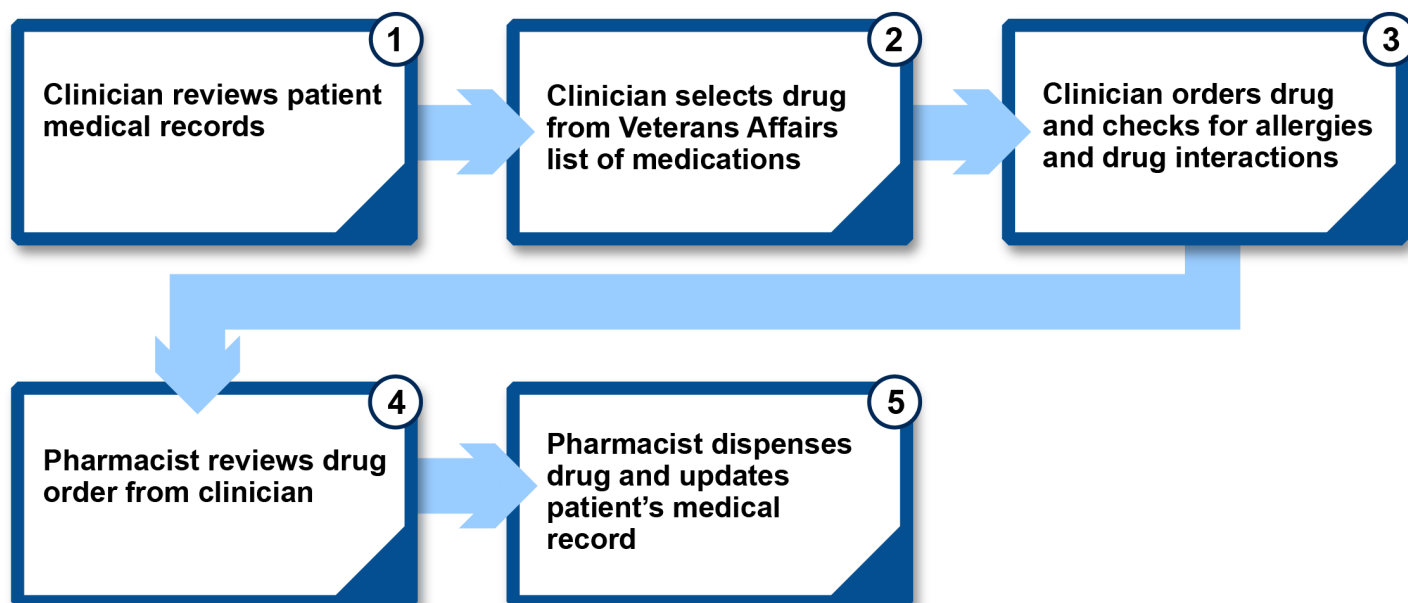 1
Clinician reviews patient
medical records
2
Clinician selects drug
from Veterans Affairs
list of medications
3
Clinician orders drug
and checks for allergies
and drug interactions
4
Pharmacist reviews drug
order from clinician
5
Pharmacist dispenses
drug and updates
patient’s medical
record